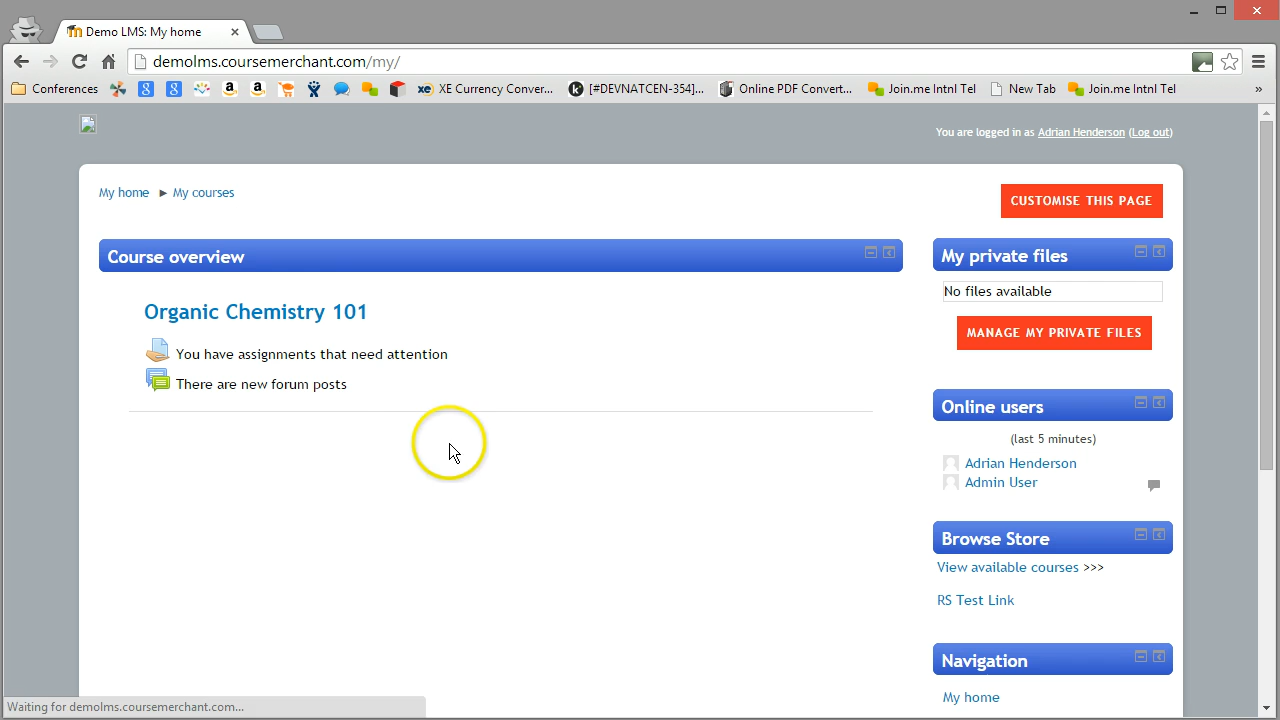 Demo LMS: My home
demolms.coursemerchant.com/my/
Conferences
XE Currency Conver...
[#DEVNATCEN-354]...
Online PDF Convert...
Join.me Intnl Tel
New Tab
Join.me Intnl Tel
»
You are logged in as Adrian Henderson (Log out)
My home ► My courses
CUSTOMISE THIS PAGE
Course overview
Organic Chemistry 101
You have assignments that need attention
There are new forum posts
My private files
No files available
MANAGE MY PRIVATE FILES
Online users
(last 5 minutes)
Adrian Henderson
Admin User
Browse Store
View available courses >>>
RS Test Link
Navigation
My home
Waiting for demolms.coursemerchant.com...